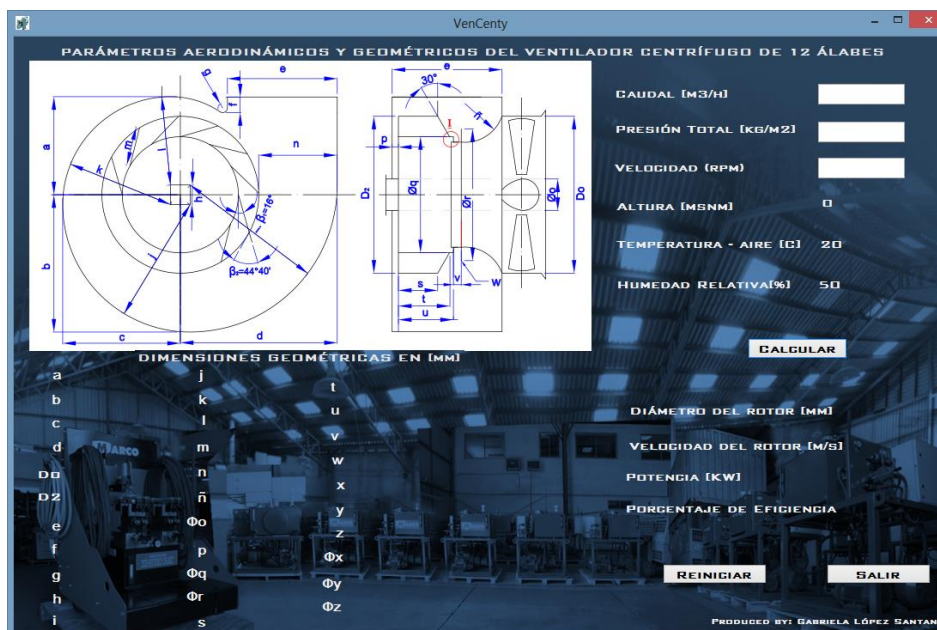 VenCenty
PARÁMETROS AERODINÁMICOS Y GEOMÉTRICOS DEL VENTILADOR CENTRÍFUGO DE 12 ÁLABES
g e
f
a
m
l
k
n
h
β₁=16°
b
j
β₂=44°40'
c d
e
30°
ñ
I
p
D₂
Øq
Ør
Øo
Do
s
v
w
t
u
CAUDAL [M3/H]
PRESIÓN TOTAL [KG/M2]
VELOCIDAD (RPM)
ALTURA [MSNM] 0
TEMPERATURA - AIRE [C] 20
HUMEDAD RELATIVA[%] 50
CALCULAR
DIMENSIONES GEOMÉTRICAS EN [MM]
a
b
c
d
Do
D2
e
f
g
h
i
j
k
l
m
n
ñ
Φo
p
Φq
Φr
s
t
u
v
w
x
y
z
Φx
Φy
Φz
MARCO
DIÁMETRO DEL ROTOR [MM]
VELOCIDAD DEL ROTOR [M/S]
POTENCIA [KW]
PORCENTAJE DE EFICIENCIA
REINICIAR SALIR
PRODUCED BY: GABRIELA LÓPEZ SANTAN